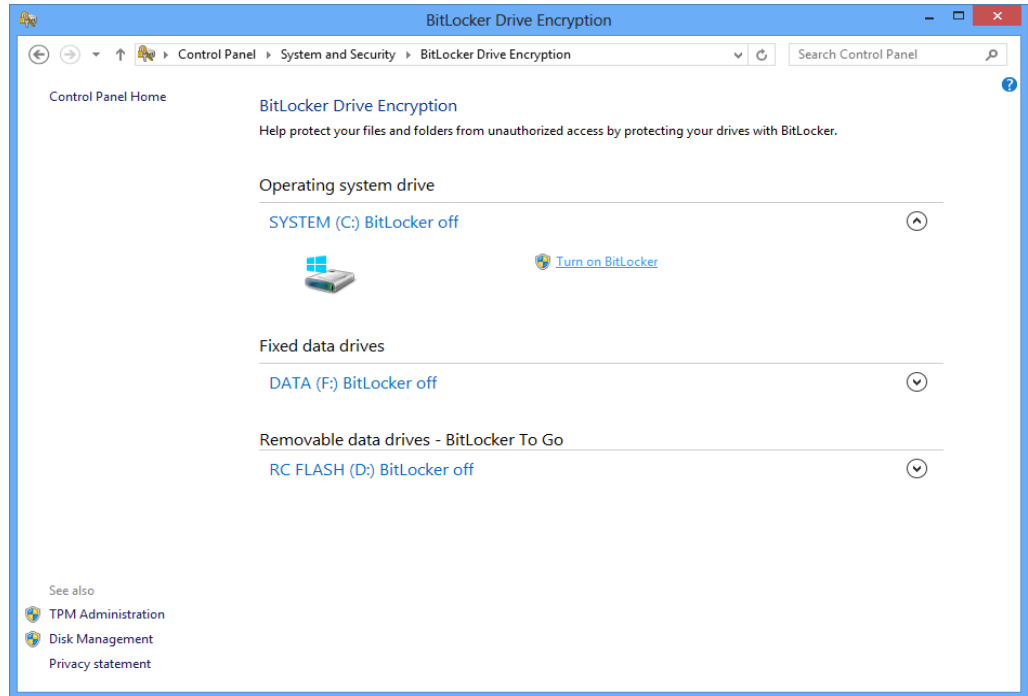 BitLocker Drive Encryption
Control Panel ▸ System and Security ▸ BitLocker Drive Encryption
Search Control Panel
Control Panel Home
BitLocker Drive Encryption
Help protect your files and folders from unauthorized access by protecting your drives with BitLocker.
Operating system drive
SYSTEM (C:) BitLocker off
Turn on BitLocker
Fixed data drives
DATA (F:) BitLocker off
Removable data drives - BitLocker To Go
RC FLASH (D:) BitLocker off
See also
TPM Administration
Disk Management
Privacy statement